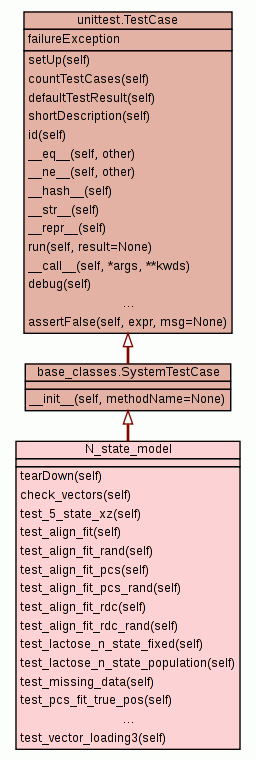 unittest.TestCase
failureException
setUp(self)
countTestCases(self)
defaultTestResult(self)
shortDescription(self)
id(self)
__eq__(self, other)
__ne__(self, other)
__hash__(self)
__str__(self)
__repr__(self)
run(self, result=None)
__call__(self, *args, **kwds)
debug(self)
...
assertFalse(self, expr, msg=None)
base_classes.SystemTestCase
__init__(self, methodName=None)
N_state_model
tearDown(self)
check_vectors(self)
test_5_state_xz(self)
test_align_fit(self)
test_align_fit_rand(self)
test_align_fit_pcs(self)
test_align_fit_pcs_rand(self)
test_align_fit_rdc(self)
test_align_fit_rdc_rand(self)
test_lactose_n_state_fixed(self)
test_lactose_n_state_population(self)
test_missing_data(self)
test_pcs_fit_true_pos(self)
...
test_vector_loading3(self)